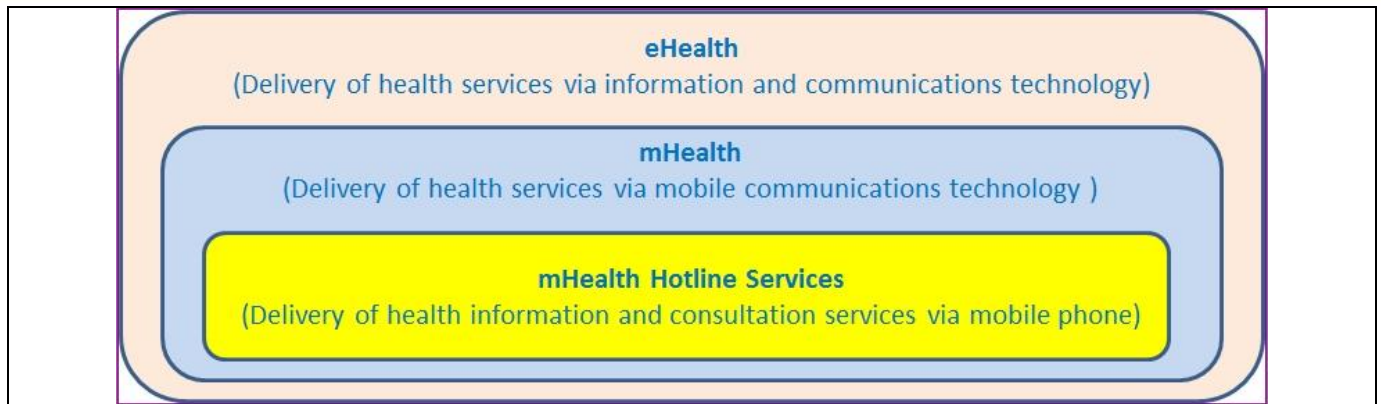 eHealth
(Delivery of health services via information and communications technology)
mHealth
(Delivery of health services via mobile communications technology )
mHealth Hotline Services
(Delivery of health information and consultation services via mobile phone)